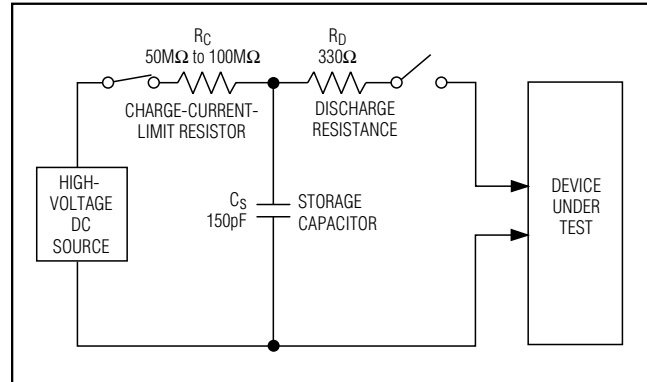 RC
50MΩ to 100MΩ
CHARGE-CURRENT-
LIMIT RESISTOR
RD
330Ω
DISCHARGE
RESISTANCE
HIGH-
VOLTAGE
DC
SOURCE
CS
150pF
STORAGE
CAPACITOR
DEVICE
UNDER
TEST